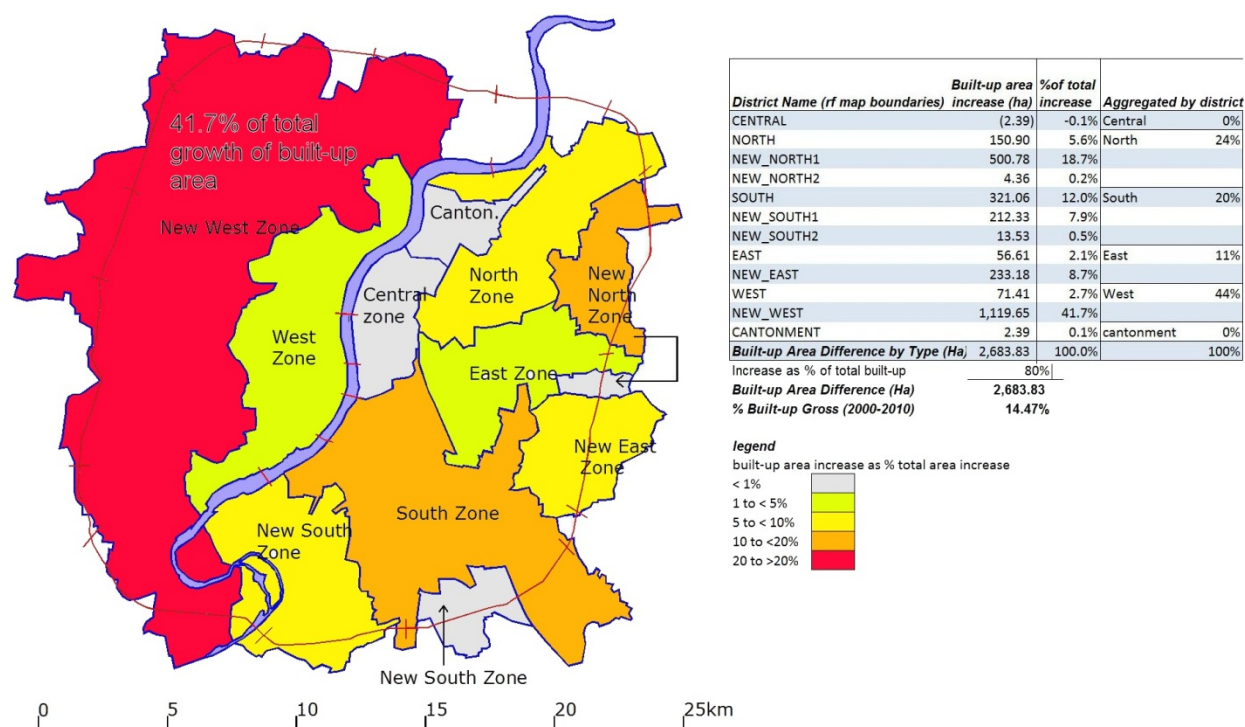 41.7% of total
growth of built-up
area
New West Zone
Canton.
North
Zone
New
North
Zone
Central
zone
West
Zone
East Zone
New East
Zone
South Zone
New South
Zone
New South Zone
0 5 10 15 20 25km
District Name (rf map boundaries) Built-up area increase (ha) %of total increase Aggregated by district
CENTRAL (2.39) -0.1% Central 0%
NORTH 150.90 5.6% North 24%
NEW_NORTH1 500.78 18.7%
NEW_NORTH2 4.36 0.2%
SOUTH 321.06 12.0% South 20%
NEW_SOUTH1 212.33 7.9%
NEW_SOUTH2 13.53 0.5%
EAST 56.61 2.1% East 11%
NEW_EAST 233.18 8.7%
WEST 71.41 2.7% West 44%
NEW_WEST 1,119.65 41.7%
CANTONMENT 2.39 0.1% cantonment 0%
Built-up Area Difference by Type (Ha) 2,683.83 100.0% 100%
Increase as % of total built-up 80%
Built-up Area Difference (Ha) 2,683.83
% Built-up Gross (2000-2010) 14.47%
legend
built-up area increase as % total area increase
< 1%
1 to < 5%
5 to < 10%
10 to <20%
20 to >20%